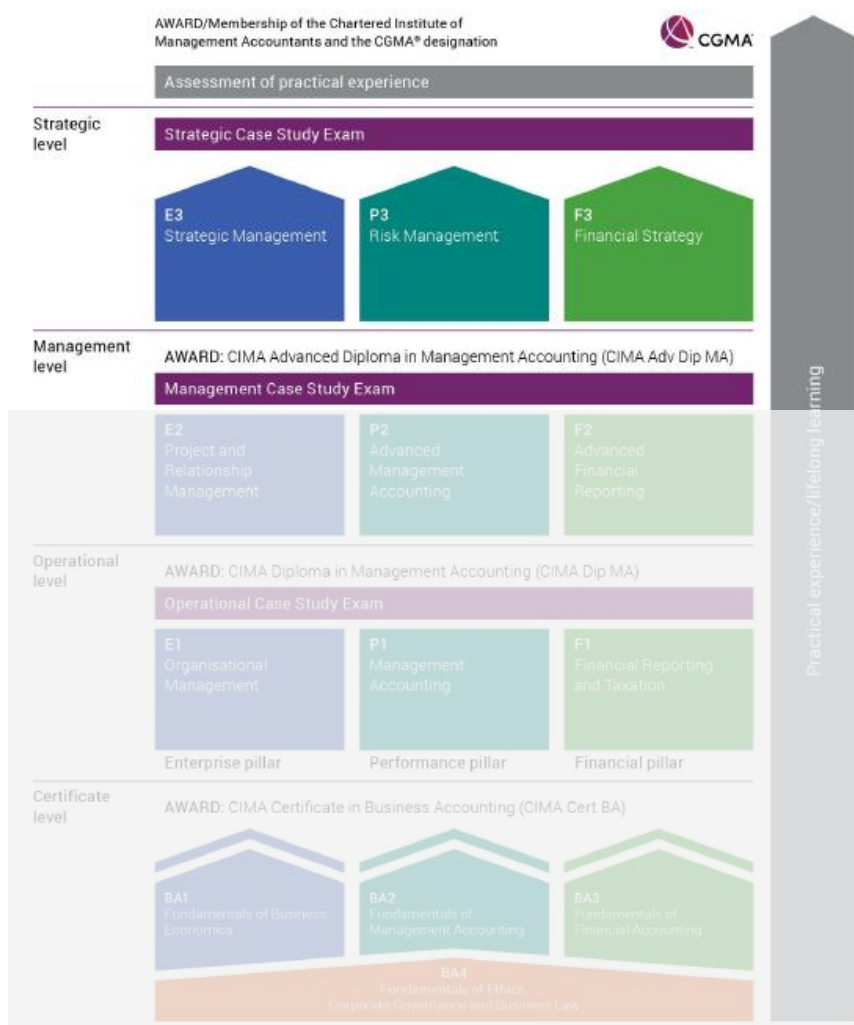 AWARD/Membership of the Chartered Institute of
Management Accountants and the CGMA® designation
CGMA
Assessment of practical experience
Strategic
level
Strategic Case Study Exam
E3
Strategic Management
P3
Risk Management
F3
Financial Strategy
Management
level
AWARD: CIMA Advanced Diploma in Management Accounting (CIMA Adv Dip MA)
Management Case Study Exam
E2
Project and
Relationship
Management
P2
Advanced
Management
Accounting
F2
Advanced
Financial
Reporting
Operational
level
AWARD: CIMA Diploma in Management Accounting (CIMA Dip MA)
Operational Case Study Exam
E1
Organisational
Management
P1
Management
Accounting
F1
Financial Reporting
and Taxation
Enterprise pillar
Performance pillar
Financial pillar
Certificate
level
AWARD: CIMA Certificate in Business Accounting (CIMA Cert BA)
BA1
Fundamentals of Business
Economics
BA2
Fundamentals of
Management Accounting
BA3
Fundamentals of
Financial Accounting
BA4
Fundamentals of Ethics,
Corporate Governance and Business Law
Practical experience/lifelong learning